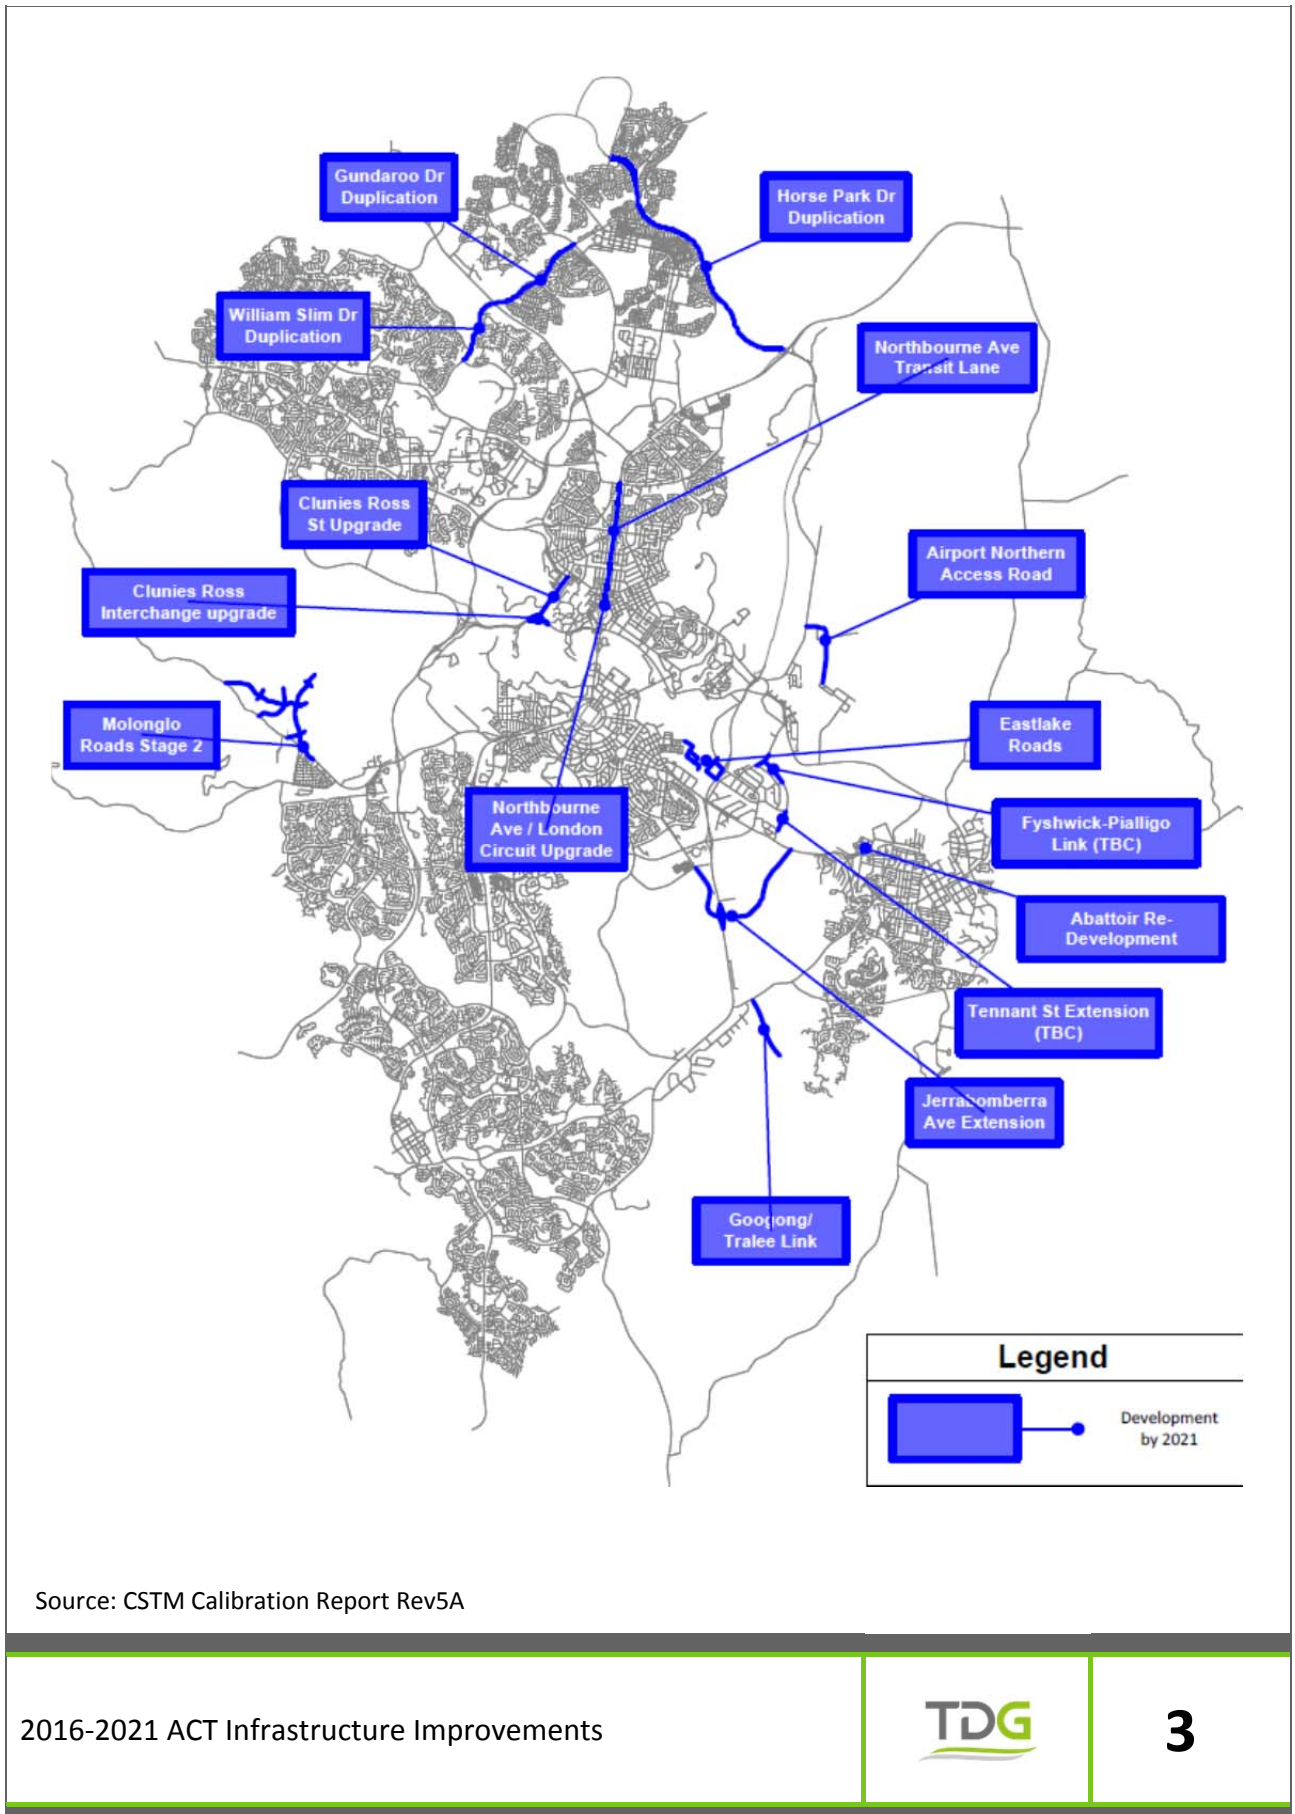 Gundaroo Dr
Duplication
Horse Park Dr
Duplication
William Slim Dr
Duplication
Northbourne Ave
Transit Lane
Clunies Ross
St Upgrade
Airport Northern
Access Road
Clunies Ross
Interchange upgrade
Molonglo
Roads Stage 2
Eastlake
Roads
Northbourne
Ave / London
Circuit Upgrade
Fyshwick-Pialligo
Link (TBC)
Abattoir Re-
Development
Tennant St Extension
(TBC)
Jerrabomberra
Ave Extension
Googong/
Tralee Link
Legend
Development
by 2021
Source: CSTM Calibration Report Rev5A
2016-2021 ACT Infrastructure Improvements
TDG
3